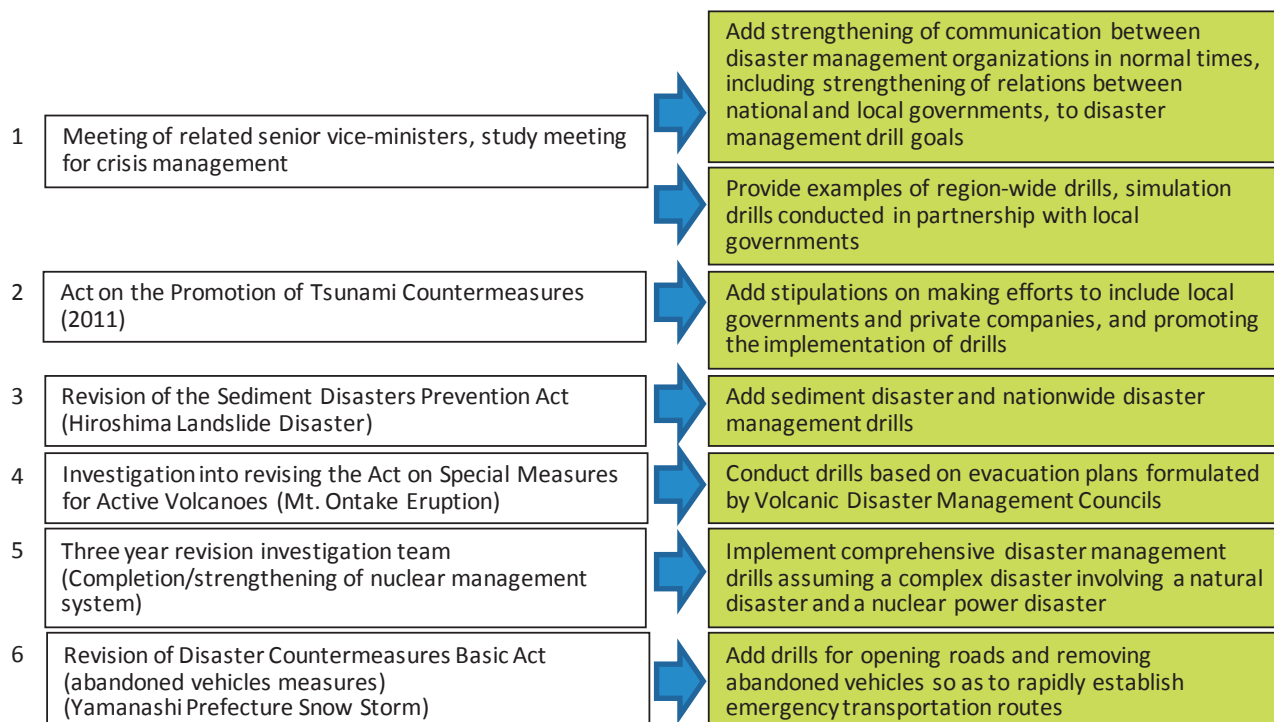 1
Meeting of related senior vice-ministers, study meeting
for crisis management
Add strengthening of communication between
disaster management organizations in normal times,
including strengthening of relations between
national and local governments, to disaster
management drill goals
Provide examples of region-wide drills, simulation
drills conducted in partnership with local
governments
2
Act on the Promotion of Tsunami Countermeasures
(2011)
Add stipulations on making efforts to include local
governments and private companies, and promoting
the implementation of drills
3
Revision of the Sediment Disasters Prevention Act
(Hiroshima Landslide Disaster)
Add sediment disaster and nationwide disaster
management drills
4
Investigation into revising the Act on Special Measures
for Active Volcanoes (Mt. Ontake Eruption)
Conduct drills based on evacuation plans formulated
by Volcanic Disaster Management Councils
5
Three year revision investigation team
(Completion/strengthening of nuclear management
system)
Implement comprehensive disaster management
drills assuming a complex disaster involving a natural
disaster and a nuclear power disaster
6
Revision of Disaster Countermeasures Basic Act
(abandoned vehicles measures)
(Yamanashi Prefecture Snow Storm)
Add drills for opening roads and removing
abandoned vehicles so as to rapidly establish
emergency transportation routes